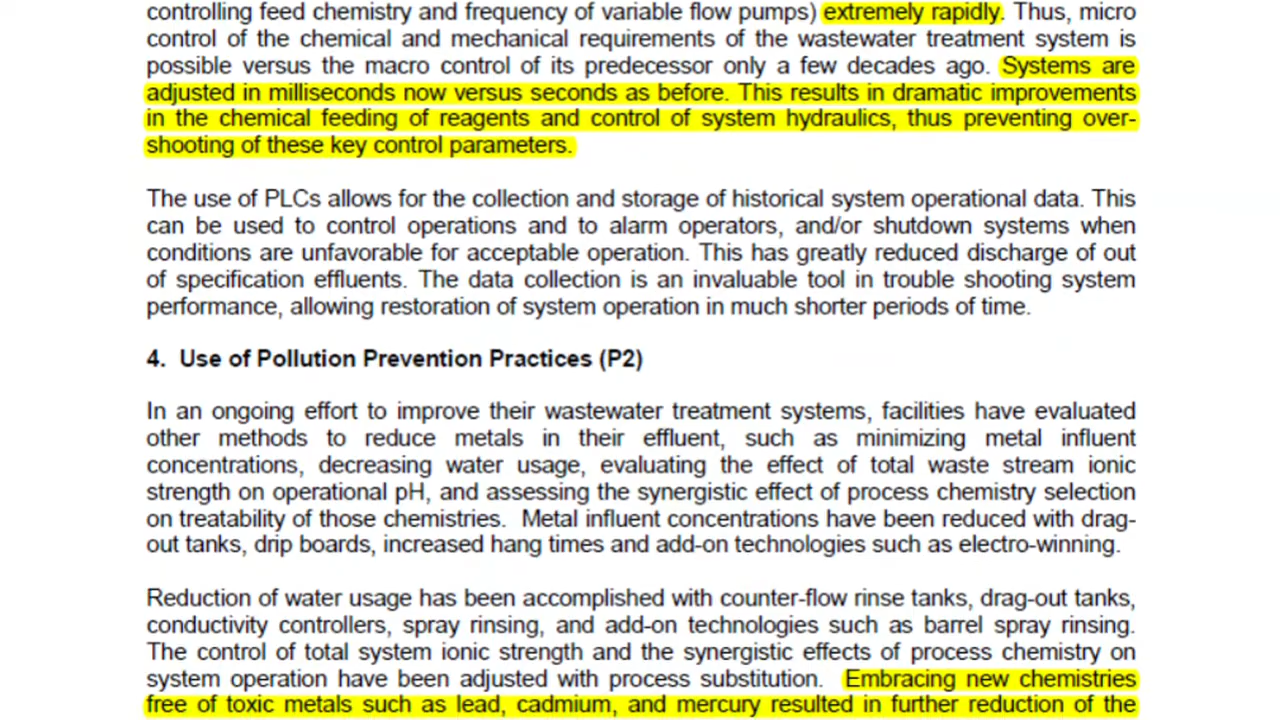 controlling feed chemistry and frequency of variable flow pumps) extremely rapidly. Thus, micro
control of the chemical and mechanical requirements of the wastewater treatment system is
possible versus the macro control of its predecessor only a few decades ago. Systems are
adjusted in milliseconds now versus seconds as before. This results in dramatic improvements
in the chemical feeding of reagents and control of system hydraulics, thus preventing over-
shooting of these key control parameters.
The use of PLCs allows for the collection and storage of historical system operational data. This
can be used to control operations and to alarm operators, and/or shutdown systems when
conditions are unfavorable for acceptable operation. This has greatly reduced discharge of out
of specification effluents. The data collection is an invaluable tool in trouble shooting system
performance, allowing restoration of system operation in much shorter periods of time.
4. Use of Pollution Prevention Practices (P2)
In an ongoing effort to improve their wastewater treatment systems, facilities have evaluated
other methods to reduce metals in their effluent, such as minimizing metal influent
concentrations, decreasing water usage, evaluating the effect of total waste stream ionic
strength on operational pH, and assessing the synergistic effect of process chemistry selection
on treatability of those chemistries. Metal influent concentrations have been reduced with drag-
out tanks, drip boards, increased hang times and add-on technologies such as electro-winning.
Reduction of water usage has been accomplished with counter-flow rinse tanks, drag-out tanks,
conductivity controllers, spray rinsing, and add-on technologies such as barrel spray rinsing.
The control of total system ionic strength and the synergistic effects of process chemistry on
system operation have been adjusted with process substitution. Embracing new chemistries
free of toxic metals such as lead, cadmium, and mercury resulted in further reduction of the